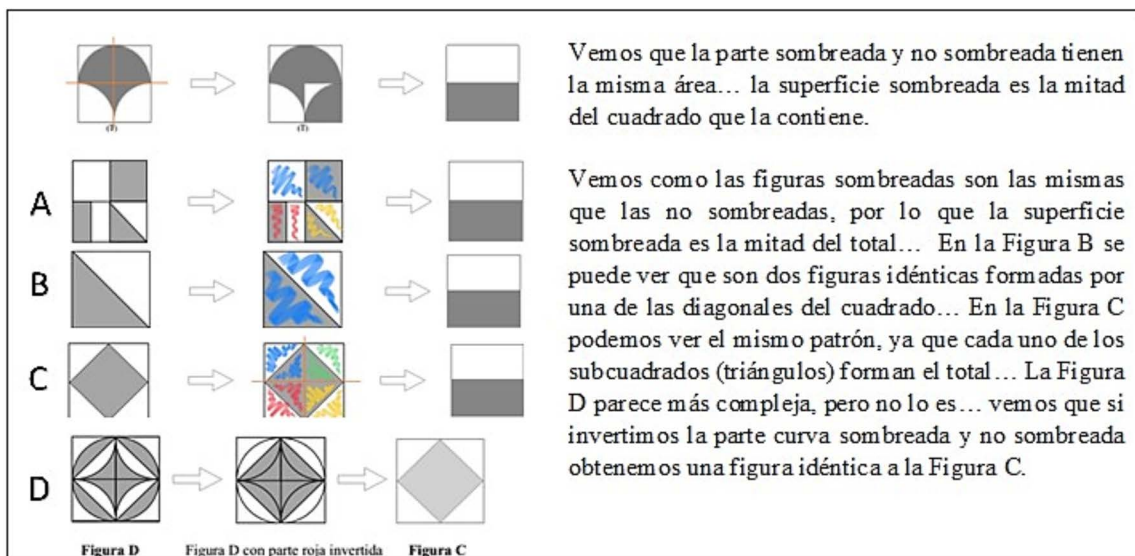 Vemos que la parte sombreada y no sombreada tienen
la misma área... la superficie sombreada es la mitad
del cuadrado que la contiene.
(T)
(T)
A
B
C
D
Vemos como las figuras sombreadas son las mismas
que las no sombreadas, por lo que la superficie
sombreada es la mitad del total... En la Figura B se
puede ver que son dos figuras idénticas formadas por
una de las diagonales del cuadrado... En la Figura C
podemos ver el mismo patrón, ya que cada uno de los
subcuadrados (triángulos) forman el total... La Figura
D parece más compleja, pero no lo es... vemos que si
invertimos la parte curva sombreada y no sombreada
obtenemos una figura idéntica a la Figura C.
Figura D Figura D con parte roja invertida Figura C